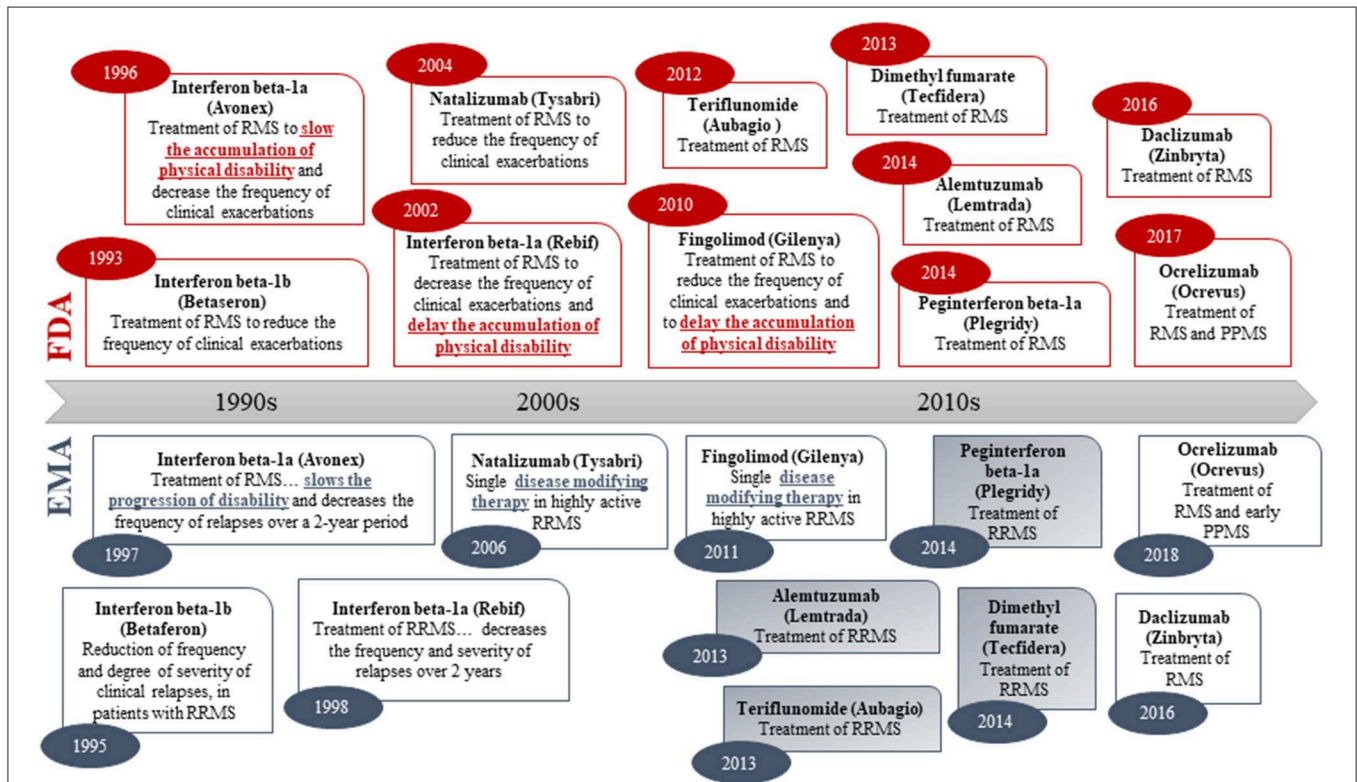 1996
Interferon beta-1a
(Avonex)
Treatment of RMS to slow
the accumulation of
physical disability and
decrease the frequency of
clinical exacerbations
2004
Natalizumab (Tysabri)
Treatment of RMS to
reduce the frequency of
clinical exacerbations
2012
Teriflunomide
(Aubagio )
Treatment of RMS
2013
Dimethyl fumarate
(Tecfidera)
Treatment of RMS
2016
Daclizumab
(Zinbryta)
Treatment of RMS
2014
Alemtuzumab
(Lemtrada)
Treatment of RMS
FDA
1993
Interferon beta-1b
(Betaseron)
Treatment of RMS to reduce the
frequency of clinical exacerbations
2002
Interferon beta-1a (Rebif)
Treatment of RMS to
decrease the frequency of
clinical exacerbations and
delay the accumulation of
physical disability
2010
Fingolimod (Gilenya)
Treatment of RMS to
reduce the frequency of
clinical exacerbations and
to delay the accumulation
of physical disability
2014
Peginterferon beta-1a
(Plegridy)
Treatment of RMS
2017
Ocrelizumab
(Ocrevus)
Treatment of
RMS and PPMS
1990s
2000s
2010s
EMA
Interferon beta-1a (Avonex)
Treatment of RMS… slows
the progression of disability and decreases the
frequency of relapses over a 2-year period
1997
Natalizumab (Tysabri)
Single disease modifying
therapy in highly active
RRMS
2006
Fingolimod (Gilenya)
Single disease
modifying therapy in
highly active RRMS
2011
Peginterferon
beta-1a
(Plegridy)
Treatment of
RRMS
2014
Ocrelizumab
(Ocrevus)
Treatment of
RMS and early
PPMS
2018
Interferon beta-1b
(Betaferon)
Reduction of frequency
and degree of severity of
clinical relapses, in
patients with RRMS
1995
Interferon beta-1a (Rebif)
Treatment of RRMS… decreases
the frequency and severity of
relapses over 2 years
1998
Alemtuzumab
(Lemtrada)
Treatment of RRMS
2013
Teriflunomide (Aubagio)
Treatment of RRMS
2013
Dimethyl
fumarate
(Tecfidera)
Treatment of
RRMS
2014
Daclizumab
(Zinbryta)
Treatment of
RMS
2016